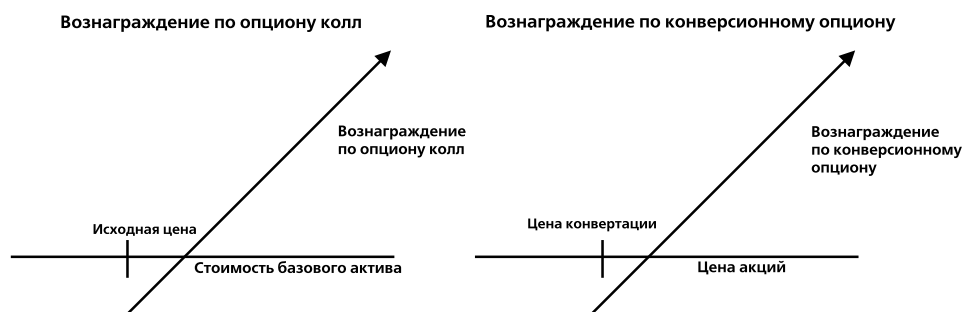 Вознаграждение по опциону колл
Вознаграждение
по опциону колл
Исходная цена
Стоимость базового актива
Вознаграждение по конверсионному опциону
Вознаграждение
по конверсионному
опциону
Цена конвертации
Цена акций